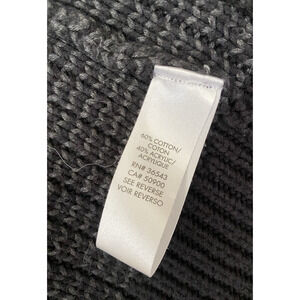 60% COTTON/
COTON
40% ACRYLIC/
ACRYLIQUE
RN# 36543
CA# 50900
SEE REVERSE
VOIR REVERSO